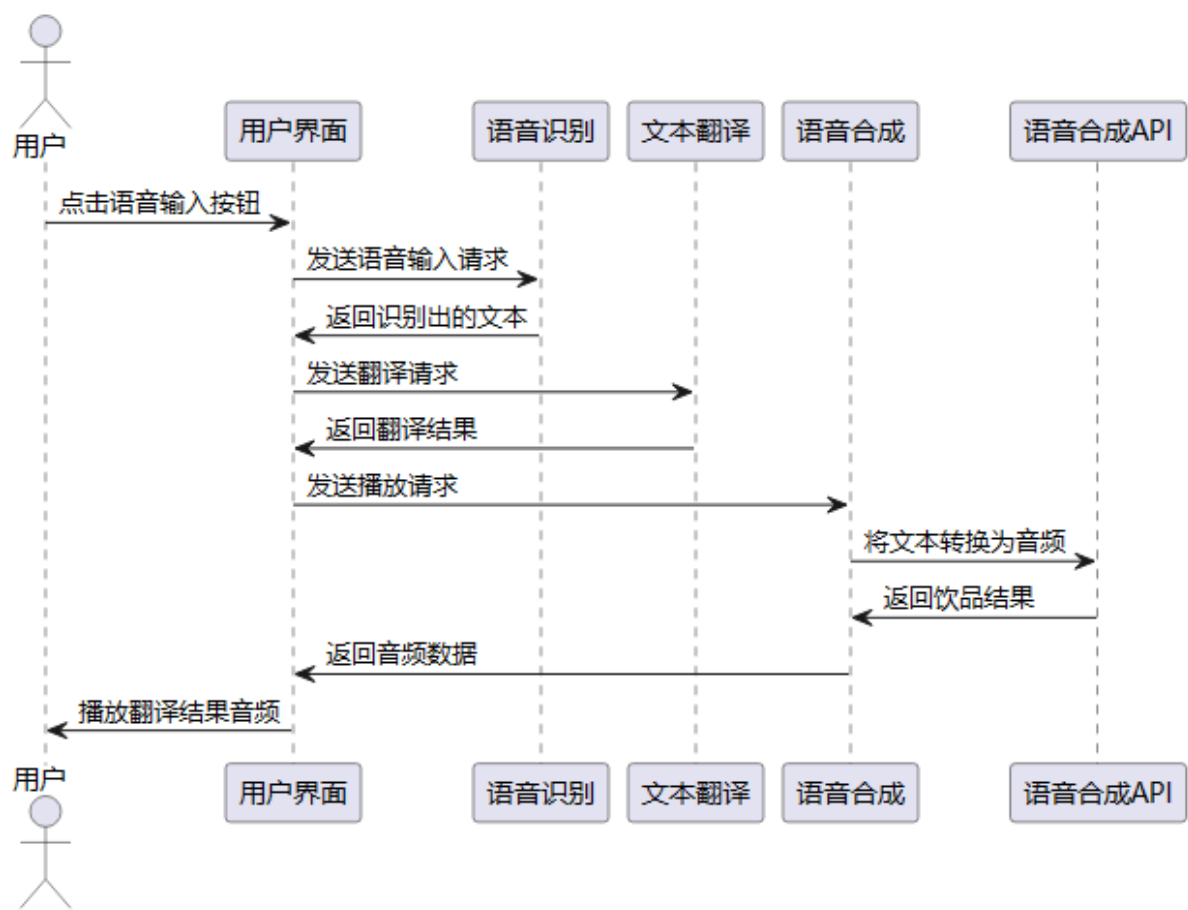 用户
用户界面
语音识别
文本翻译
语音合成
语音合成API
点击语音输入按钮
发送语音输入请求
返回识别出的文本
发送翻译请求
返回翻译结果
发送播放请求
将文本转换为音频
返回饮品结果
返回音频数据
播放翻译结果音频
用户
用户界面
语音识别
文本翻译
语音合成
语音合成API